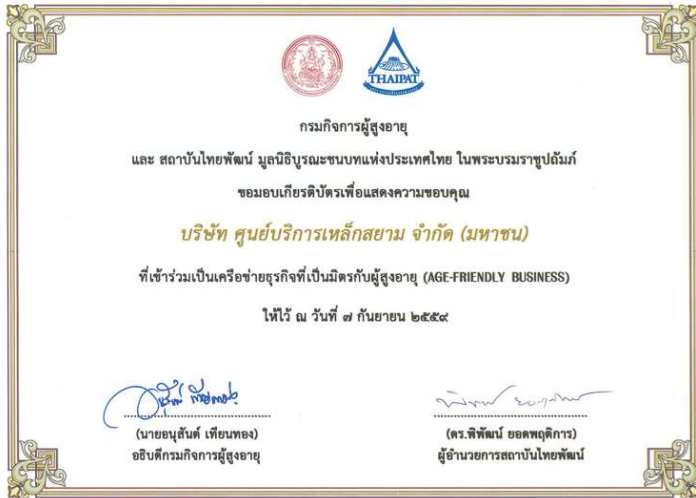 THAIPAT
กรมกิจการผู้สูงอายุ
และ สถาบันไทยพัฒน์ มูลนิธิบูรณะชนบทแห่งประเทศไทย ในพระบรมราชูปถัมภ์
ขอมอบเกียรติบัตรเพื่อแสดงความขอบคุณ
บริษัท ศูนย์บริการเหล็กสยาม จำกัด (มหาชน)
ที่เข้าร่วมเป็นเครือข่ายธุรกิจที่เป็นมิตรกับผู้สูงอายุ (AGE-FRIENDLY BUSINESS)
ให้ไว้ ณ วันที่ ๗ กันยายน ๒๕๕๙
(นายอนุสันต์ เทียนทอง)
อธิบดีกรมกิจการผู้สูงอายุ
(ดร.พิพัฒน์ ยอดพฤติการ)
ผู้อำนวยการสถาบันไทยพัฒน์